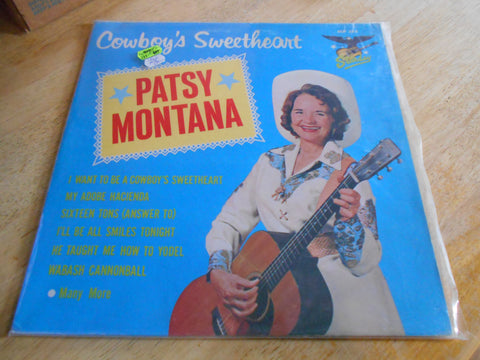 Cowboy's Sweetheart
PATSY
MONTANA
I WANT TO BE A COWBOY'S SWEETHEART
MY ADOBE HACIENDA
SIXTEEN TONS (ANSWER TO)
I'LL BE ALL SMILES TONIGHT
HE TAUGHT ME HOW TO YODEL
WABASH CANNONBALL
Many More